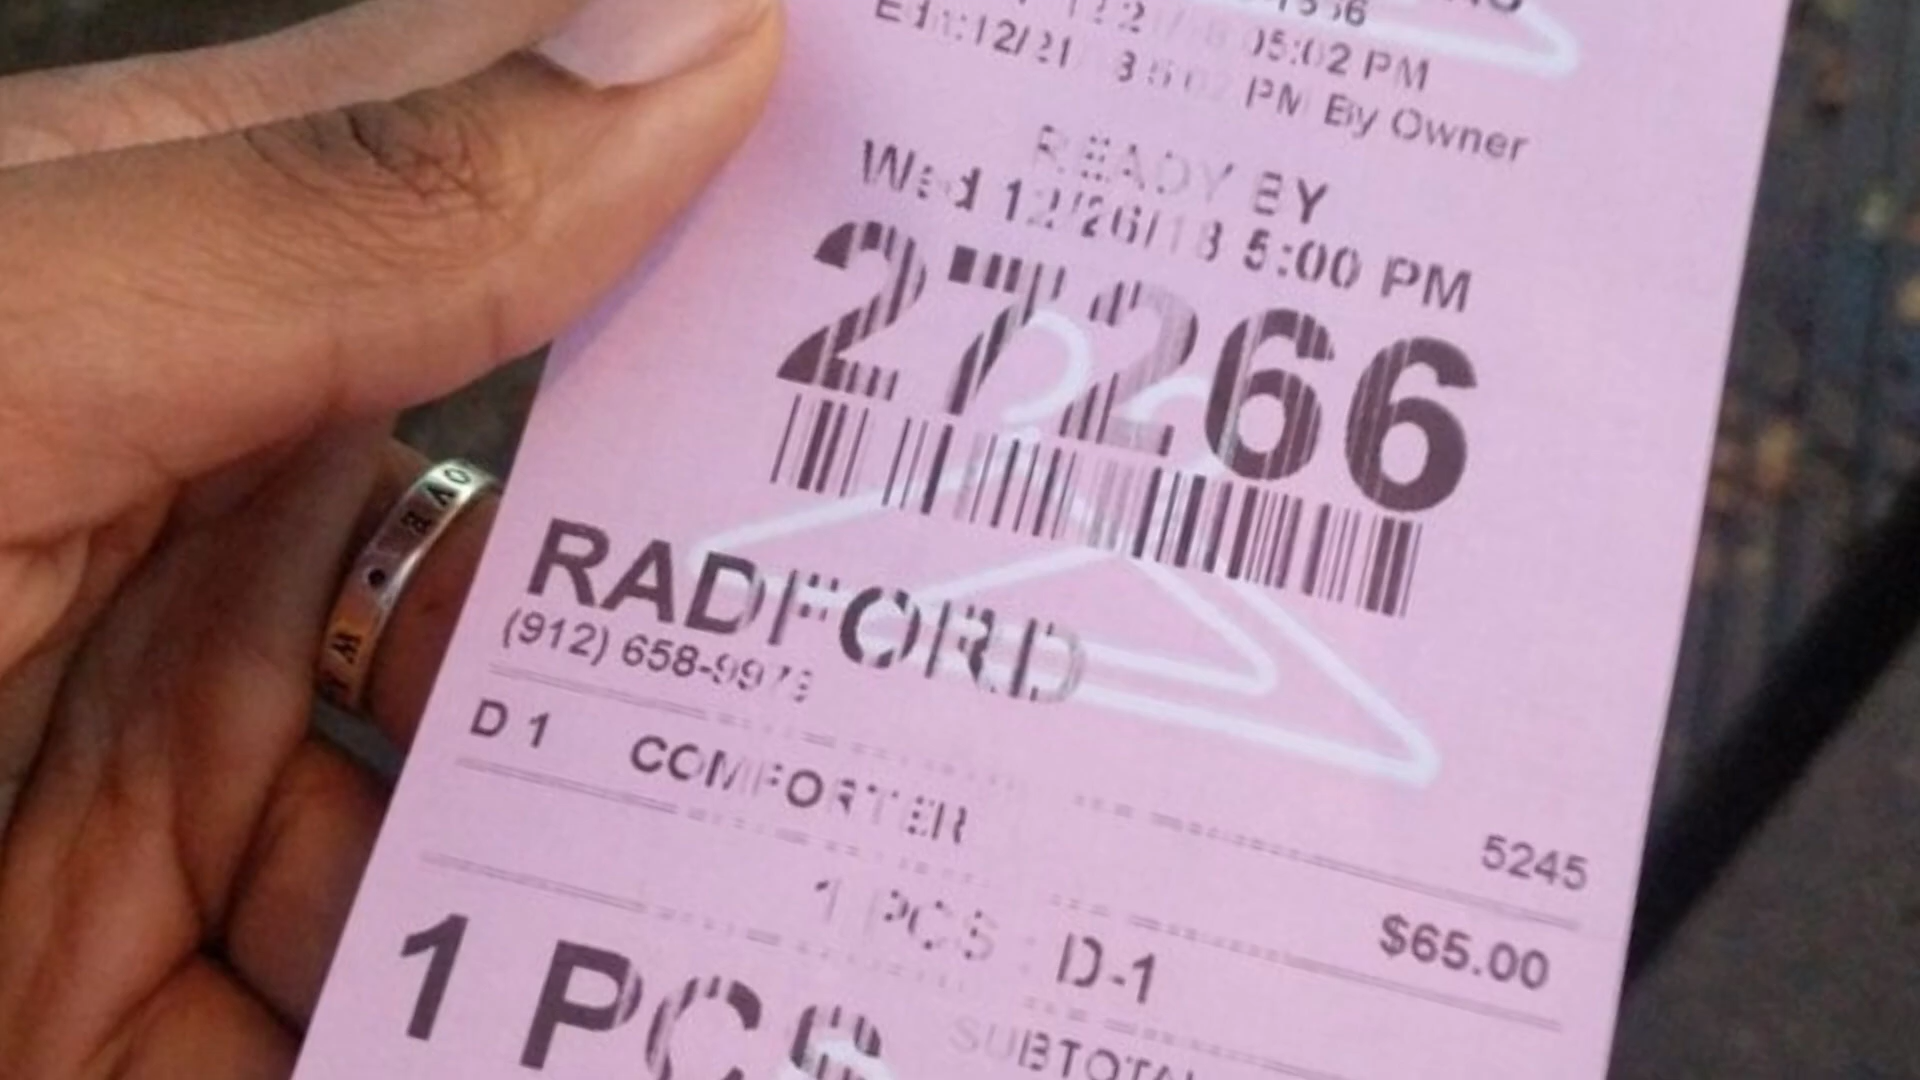 05:02 PM
PM By Owner
READY BY
Wed 12/26/18 5:00 PM
27266
RADFORD
(912)
D 1 COMFORTER
5245
$65.00
1 PCS D-1
1 PCS
SUBTOTAL